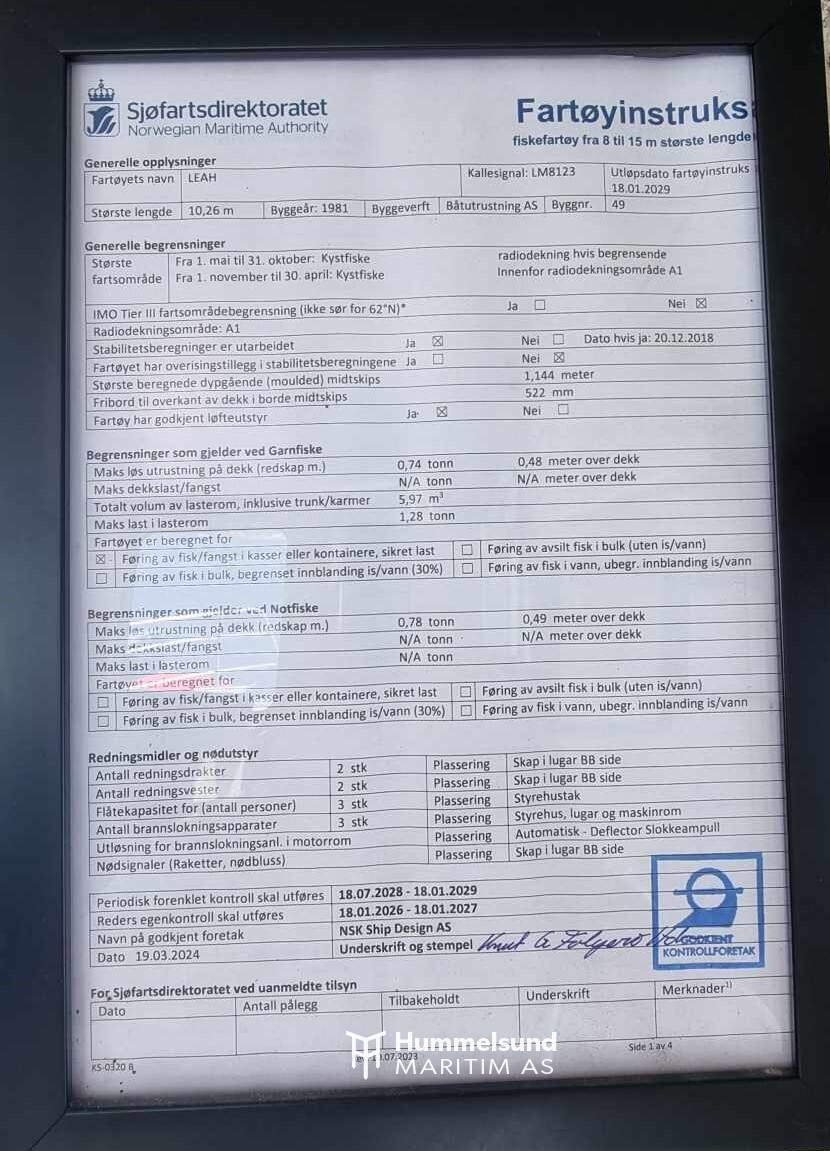 Sjøfartsdirektoratet
Norwegian Maritime Authority
Fartøyinstruks
fiskefartøy fra 8 til 15 m største lengde
Generelle opplysninger
Fartøyets navn LEAH Kallesignal: LM8123 Utløpsdato fartøyinstruks
18.01.2029
Største lengde 10,26 m Byggeår: 1981 Byggeverft Båtutrustning AS Byggnr. 49
Generelle begrensninger
Største Fra 1. mai til 31. oktober: Kystfiske radiodekning hvis begrensende
fartsområde Fra 1. november til 30. april: Kystfiske Innenfor radiodekningsområde A1
IMO Tier III fartsområdebegrensning (ikke sør for 62°N)* Ja ☐ Nei ☒
Radiodekningsområde: A1
Stabilitetsberegninger er utarbeidet Ja ☒ Nei ☐ Dato hvis ja: 20.12.2018
Fartøyet har overisingstillegg i stabilitetsberegningene Ja ☐ Nei ☒
Største beregnede dypgående (moulded) midtskips 1,144 meter
Fribord til overkant av dekk i borde midtskips 522 mm
Fartøy har godkjent løfteutstyr Ja ☒ Nei ☐
Begrensninger som gjelder ved Garnfiske
Maks løs utrustning på dekk (redskap m.) 0,74 tonn 0,48 meter over dekk
Maks dekkslast/fangst N/A tonn N/A meter over dekk
Totalt volum av lasterom, inklusive trunk/karmer 5,97 m³
Maks last i lasterom 1,28 tonn
Fartøyet er beregnet for
☒ Føring av fisk/fangst i kasser eller kontainere, sikret last ☐ Føring av avsilt fisk i bulk (uten is/vann)
☐ Føring av fisk i bulk, begrenset innblanding is/vann (30%) ☐ Føring av fisk i vann, ubegr. innblanding is/vann
Begrensninger som gjelder ved Notfiske
Maks løs utrustning på dekk (redskap m.) 0,78 tonn 0,49 meter over dekk
Maks dekkslast/fangst N/A tonn N/A meter over dekk
Maks last i lasterom N/A tonn
Fartøyet er beregnet for
☐ Føring av fisk/fangst i kasser eller kontainere, sikret last ☐ Føring av avsilt fisk i bulk (uten is/vann)
☐ Føring av fisk i bulk, begrenset innblanding is/vann (30%) ☐ Føring av fisk i vann, ubegr. innblanding is/vann
Redningsmidler og nødutstyr
Antall redningsdrakter 2 stk Plassering Skap i lugar BB side
Antall redningsvester 2 stk Plassering Skap i lugar BB side
Flåtekapasitet for (antall personer) 3 stk Plassering Styrehustak
Antall brannslokningsapparater 3 stk Plassering Styrehus, lugar og maskinrom
Utløsning for brannslokningsanl. i motorrom Plassering Automatisk - Deflector Slokkeampull
Nødsignaler (Raketter, nødbluss) Plassering Skap i lugar BB side
Periodisk forenklet kontroll skal utføres 18.07.2028 - 18.01.2029
Reders egenkontroll skal utføres 18.01.2026 - 18.01.2027
Navn på godkjent foretak NSK Ship Design AS
Dato 19.03.2024 Underskrift og stempel
GODKJENT
KONTROLLFORETAK
For Sjøfartsdirektoratet ved uanmeldte tilsyn
Dato Antall pålegg Tilbakeholdt Underskrift Merknader¹⁾
Hummelsund
MARITIM AS
Side 1 av 4
KS-0320 B